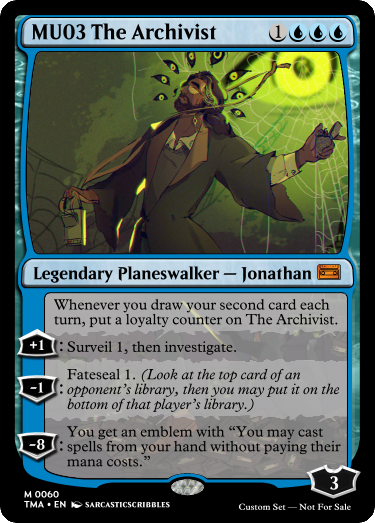 MU03 The Archivist 1
Legendary Planeswalker — Jonathan
Whenever you draw your second card each
turn, put a loyalty counter on The Archivist.
+1 : Surveil 1, then investigate.
-1 : Fateseal 1. (Look at the top card of an
opponent's library, then you may put it on the
bottom of that player's library.)
-8 : You get an emblem with “You may cast
spells from your hand without paying their
mana costs.”
3
M 0060
TMA • EN SARCASTICSCRIBBLES
Custom Set — Not For Sale